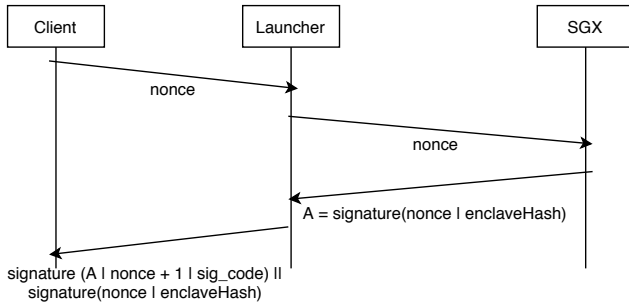 Client
Launcher
SGX
nonce
nonce
A = signature(nonce | enclaveHash)
signature (A | nonce + 1 | sig_code) ||
signature(nonce | enclaveHash)